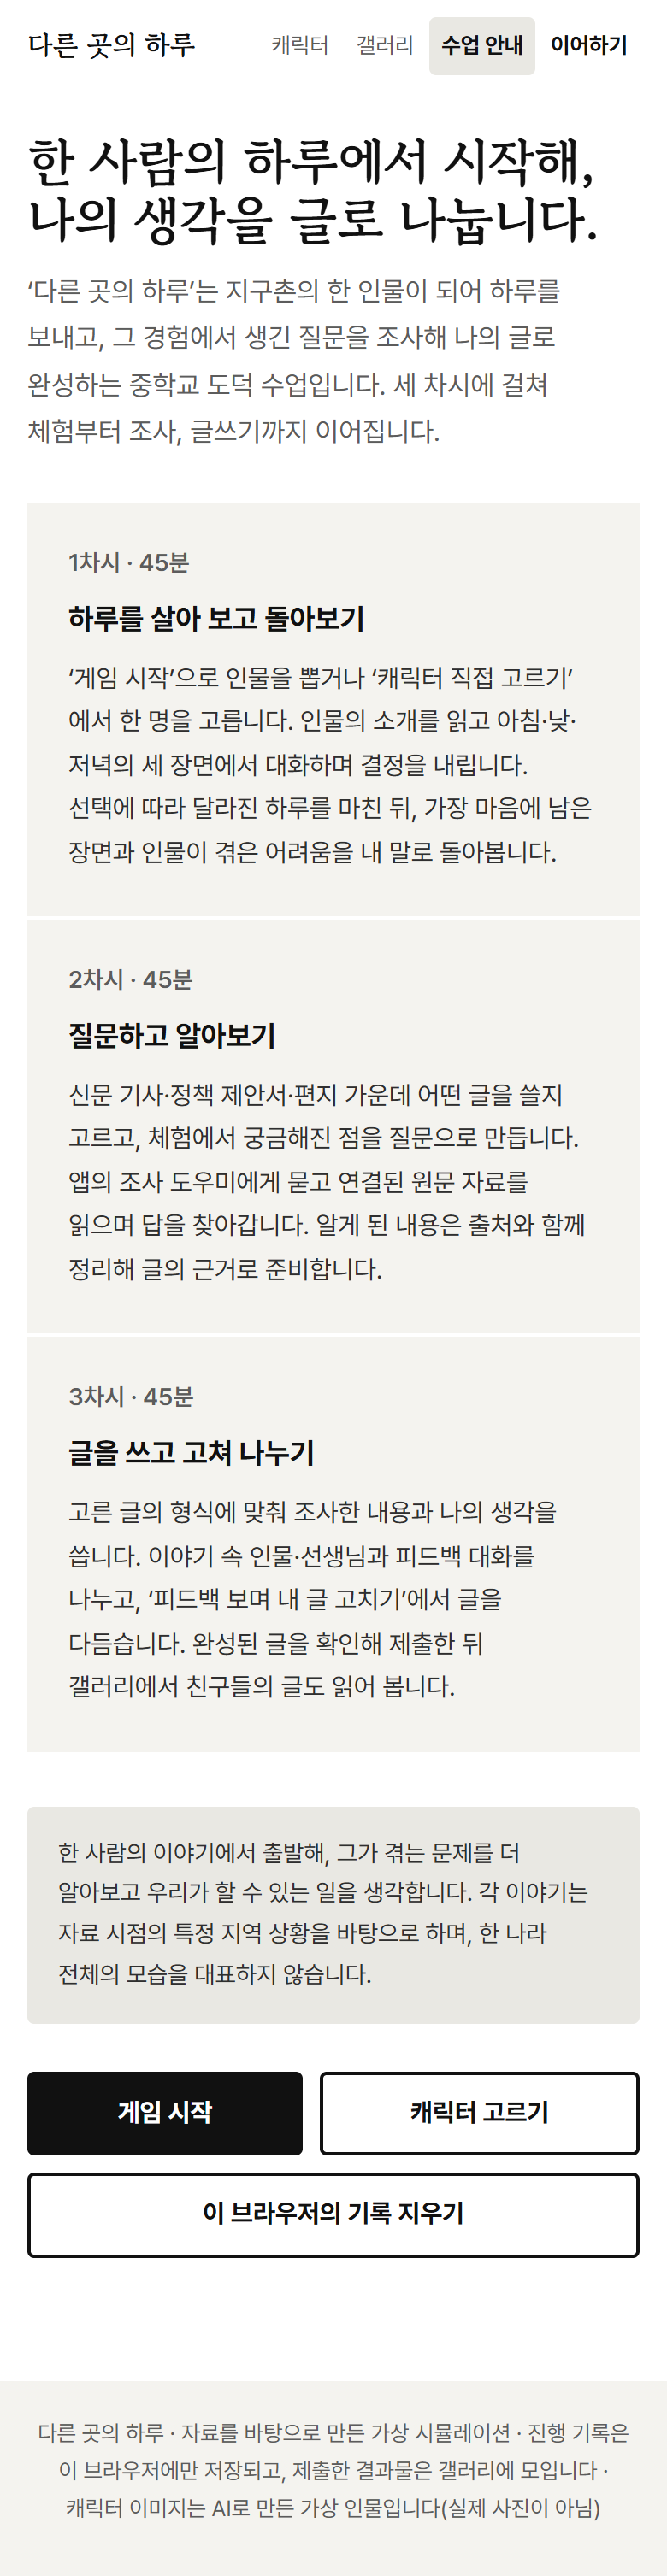 다른 곳의 하루
캐릭터
갤러리
수업 안내
이어하기
한 사람의 하루에서 시작해,
나의 생각을 글로 나눕니다.
‘다른 곳의 하루’는 지구촌의 한 인물이 되어 하루를
보내고, 그 경험에서 생긴 질문을 조사해 나의 글로
완성하는 중학교 도덕 수업입니다. 세 차시에 걸쳐
체험부터 조사, 글쓰기까지 이어집니다.
1차시 · 45분
하루를 살아 보고 돌아보기
‘게임 시작’으로 인물을 뽑거나 ‘캐릭터 직접 고르기’
에서 한 명을 고릅니다. 인물의 소개를 읽고 아침·낮·
저녁의 세 장면에서 대화하며 결정을 내립니다.
선택에 따라 달라진 하루를 마친 뒤, 가장 마음에 남은
장면과 인물이 겪은 어려움을 내 말로 돌아봅니다.
2차시 · 45분
질문하고 알아보기
신문 기사·정책 제안서·편지 가운데 어떤 글을 쓸지
고르고, 체험에서 궁금해진 점을 질문으로 만듭니다.
앱의 조사 도우미에게 묻고 연결된 원문 자료를
읽으며 답을 찾아갑니다. 알게 된 내용은 출처와 함께
정리해 글의 근거로 준비합니다.
3차시 · 45분
글을 쓰고 고쳐 나누기
고른 글의 형식에 맞춰 조사한 내용과 나의 생각을
씁니다. 이야기 속 인물·선생님과 피드백 대화를
나누고, ‘피드백 보며 내 글 고치기’에서 글을
다듬습니다. 완성된 글을 확인해 제출한 뒤
갤러리에서 친구들의 글도 읽어 봅니다.
한 사람의 이야기에서 출발해, 그가 겪는 문제를 더
알아보고 우리가 할 수 있는 일을 생각합니다. 각 이야기는
자료 시점의 특정 지역 상황을 바탕으로 하며, 한 나라
전체의 모습을 대표하지 않습니다.
게임 시작
캐릭터 고르기
이 브라우저의 기록 지우기
다른 곳의 하루 · 자료를 바탕으로 만든 가상 시뮬레이션 · 진행 기록은
이 브라우저에만 저장되고, 제출한 결과물은 갤러리에 모입니다 ·
캐릭터 이미지는 AI로 만든 가상 인물입니다(실제 사진이 아님)